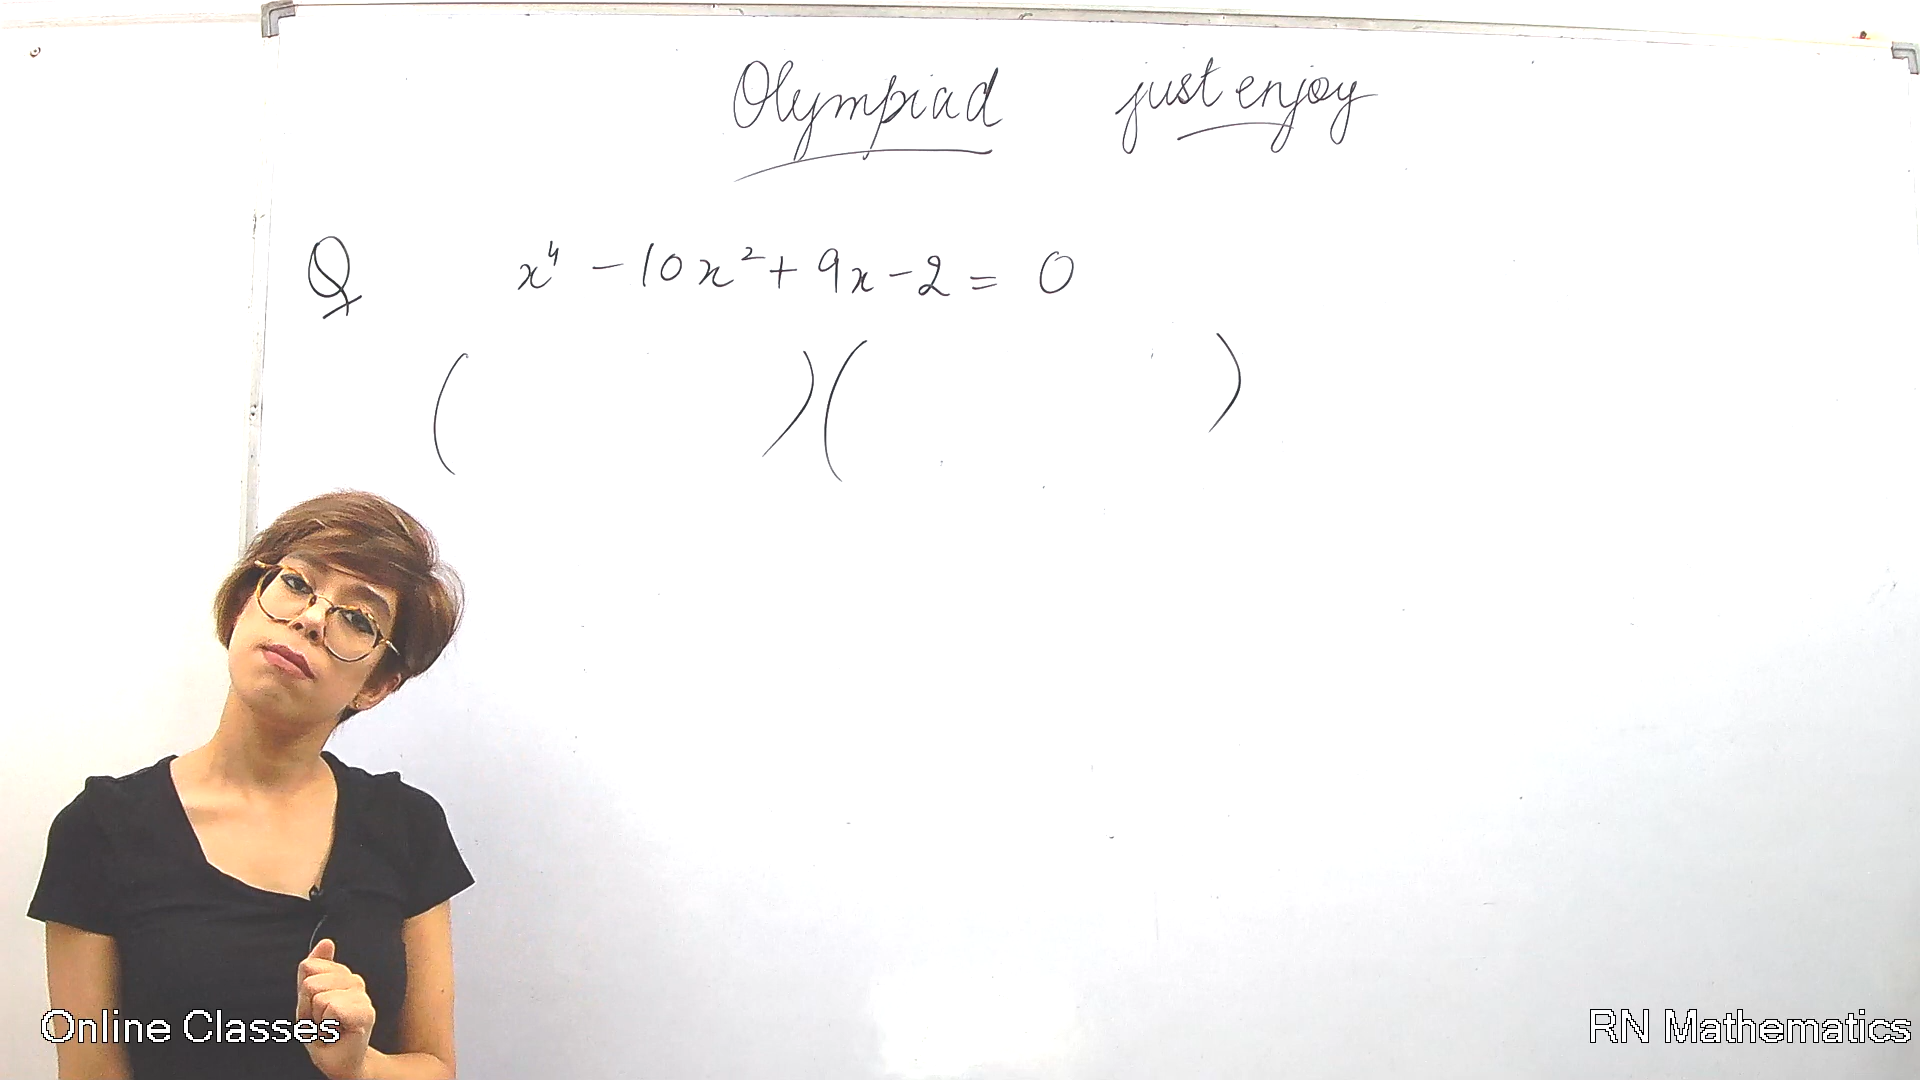 Olympiad just enjoy
Q x⁴ - 10x² + 9x - 2 = 0
( ) ( )
Online Classes
RN Mathematics